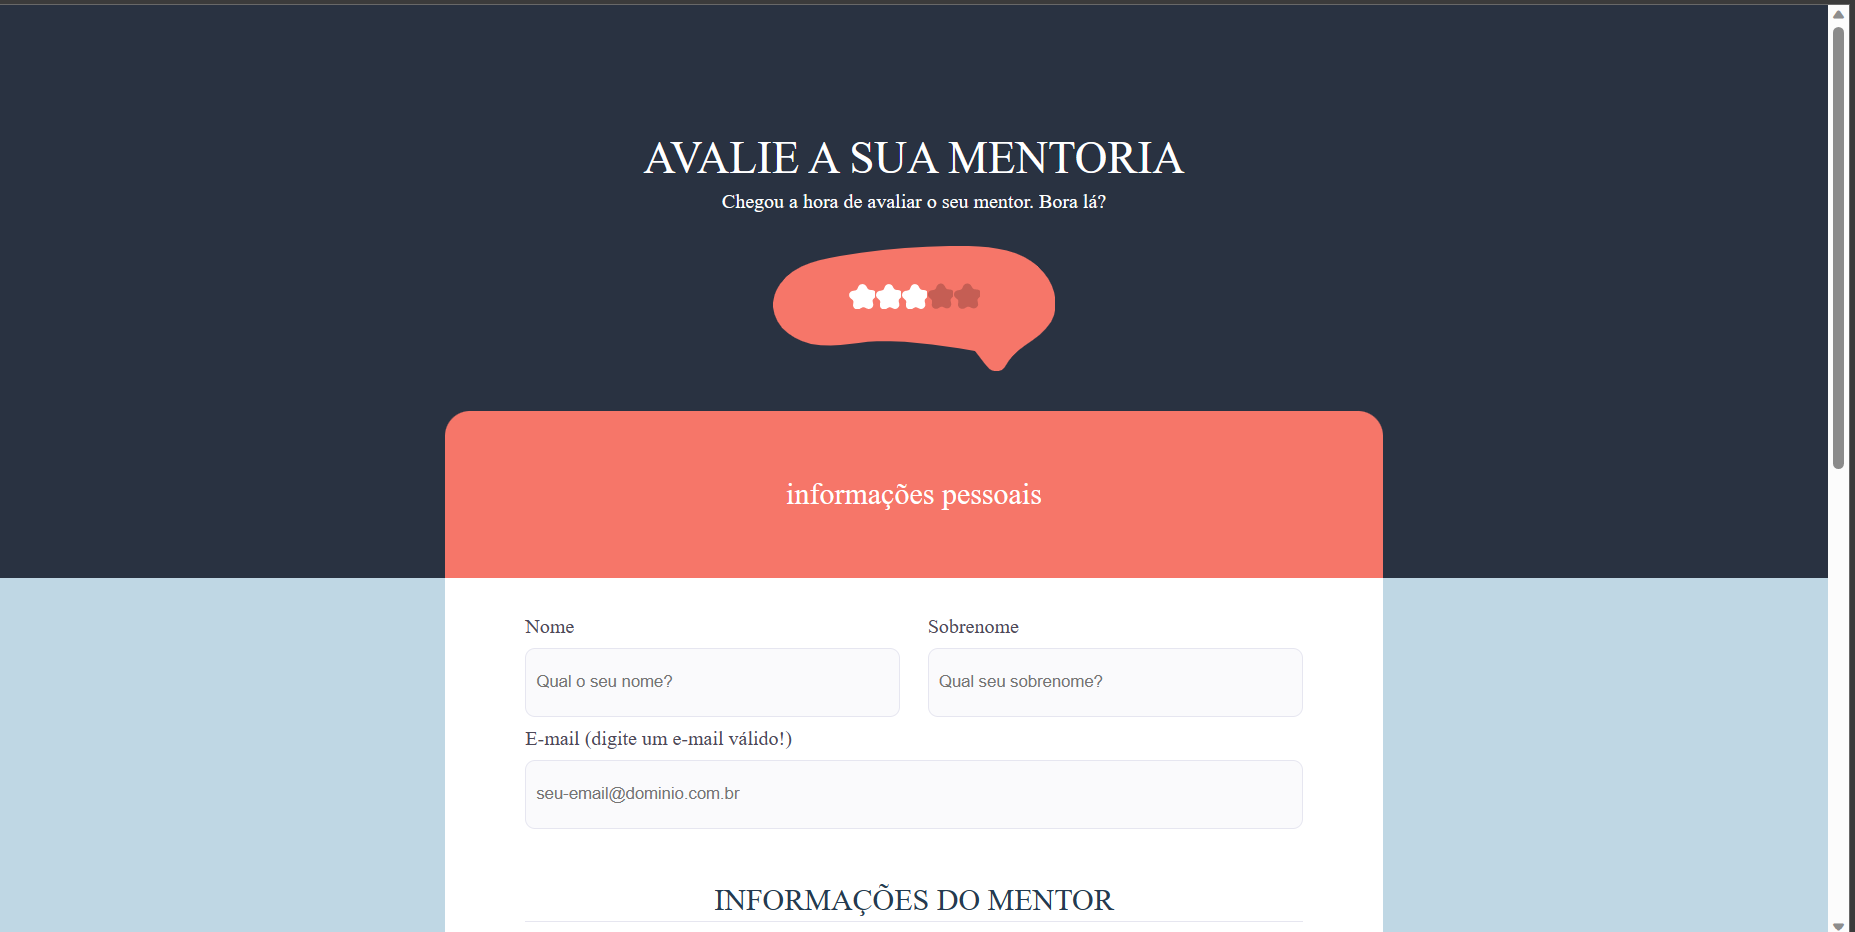 AVALIE A SUA MENTORIA
Chegou a hora de avaliar o seu mentor. Bora lá?
informações pessoais
Nome
Sobrenome
Qual o seu nome?
Qual seu sobrenome?
E-mail (digite um e-mail válido!)
seu-email@dominio.com.br
INFORMAÇÕES DO MENTOR